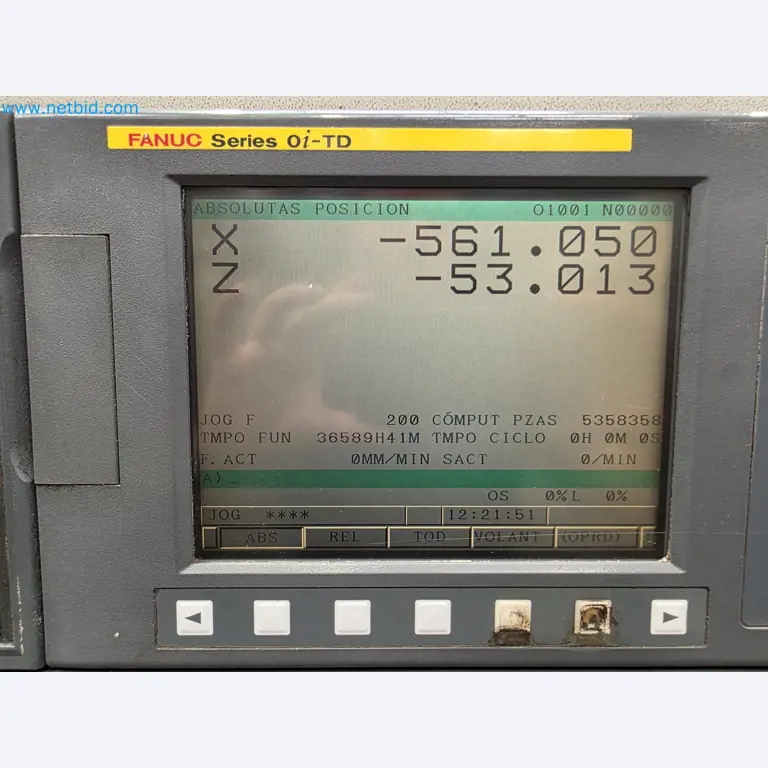 www.netbid.com
FANUC Series 0i-TD
ABSOLUTAS POSICION O1001 N00000
X -561.050
Z -53.013
JOG F 200 CÓMPUT PZAS 5358358
TMPO FUN 36589H41M TMPO CICLO 0H 0M 0S
F. ACT 0MM/MIN SACT 0/MIN
A)_
OS 0% L 0%
JOG **** 12:21:51
ABS REL TOD VOLANT (OPRD)